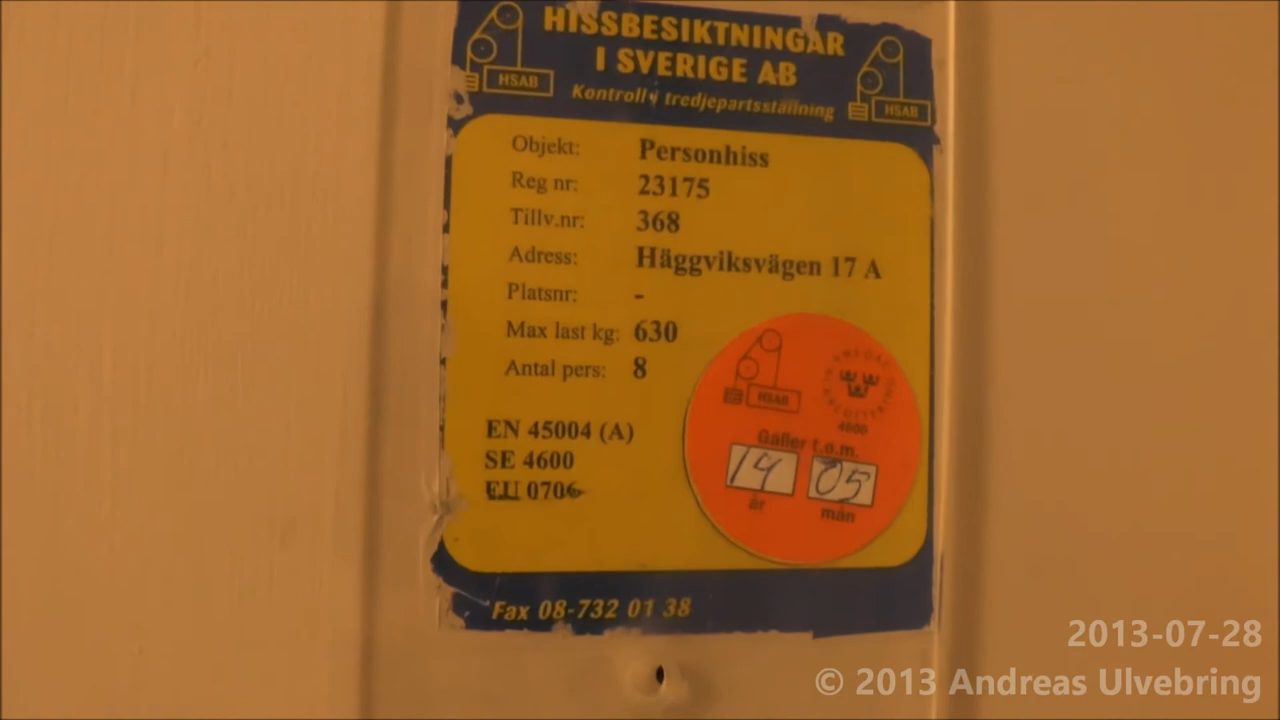 HISSBESIKTNINGAR
I SVERIGE AB
Kontroll i tredjepartsställning
HSAB
HSAB
Objekt: Personhiss
Reg nr: 23175
Tillv.nr: 368
Adress: Häggviksvägen 17 A
Platsnr: -
Max last kg: 630
Antal pers: 8
EN 45004 (A)
SE 4600
EU 0706
HSAB
SWEDAC
ACKREDITERING
4600
Gäller t.o.m.
14 05
år mån
Fax 08-732 01 38
2013-07-28
© 2013 Andreas Ulvebring